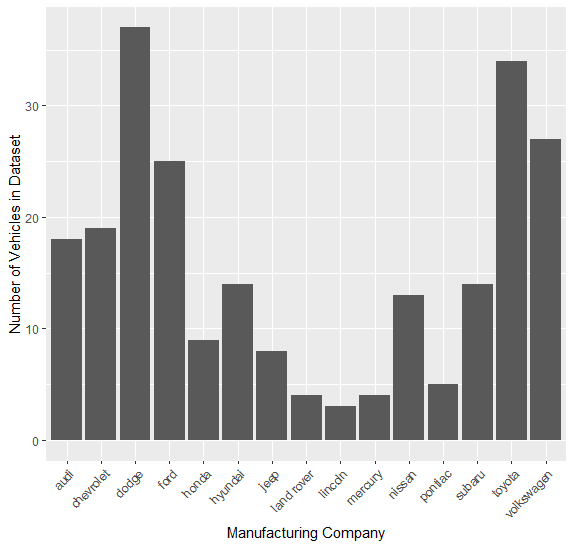 Number of Vehicles in Dataset
30
20
10
0
audi
chevrolet
dodge
ford
honda
hyundai
jeep
land rover
lincoln
mercury
nissan
pontiac
subaru
toyota
volkswagen
Manufacturing Company